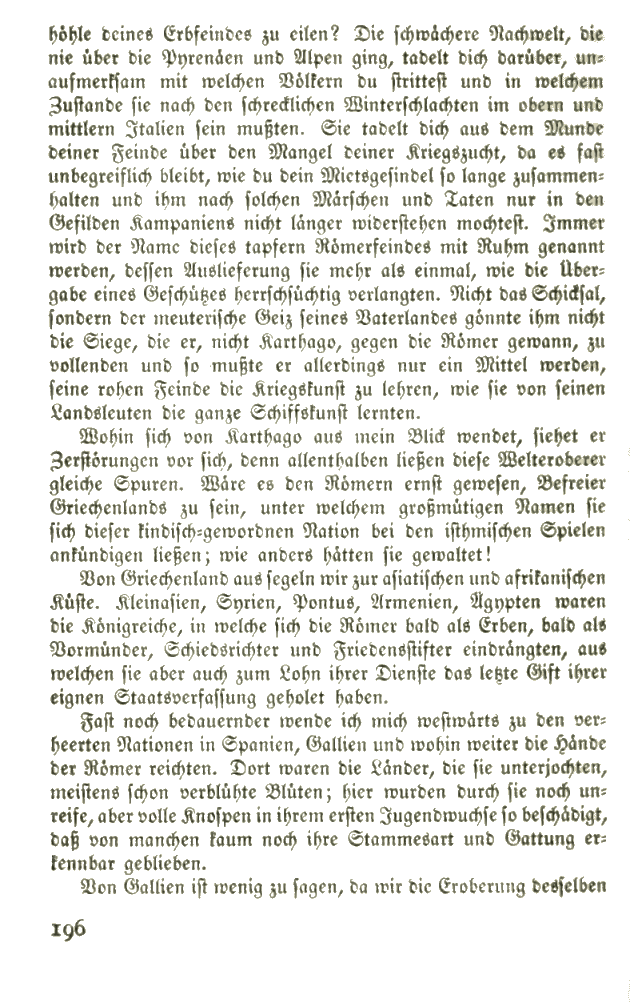 höhle deines Erbfeindes zu eilen? Die schwächere Nachwelt, die
nie über die Pyrenäen und Alpen ging, tadelt dich darüber, un-
aufmerksam mit welchen Völkern du strittest und in welchem
Zustande sie nach den schrecklichen Winterschlachten im obern und
mittlern Italien sein mußten. Sie tadelt dich aus dem Munde
deiner Feinde über den Mangel deiner Kriegszucht, da es fast
unbegreiflich bleibt, wie du dein Mietsgesindel so lange zusammen-
halten und ihm nach solchen Märschen und Taten nur in den
Gefilden Kampaniens nicht länger widerstehen mochtest. Immer
wird der Name dieses tapfern Römerfeindes mit Ruhm genannt
werden, dessen Auslieferung sie mehr als einmal, wie die Über-
gabe eines Geschützes herrschsüchtig verlangten. Nicht das Schicksal,
sondern der meuterische Geiz seines Vaterlandes gönnte ihm nicht
die Siege, die er, nicht Karthago, gegen die Römer gewann, zu
vollenden und so mußte er allerdings nur ein Mittel werden,
seine rohen Feinde die Kriegskunst zu lehren, wie sie von seinen
Landsleuten die ganze Schiffskunst lernten.
Wohin sich von Karthago aus mein Blick wendet, siehet er
Zerstörungen vor sich, denn allenthalben ließen diese Welteroberer
gleiche Spuren. Wäre es den Römern ernst gewesen, Befreier
Griechenlands zu sein, unter welchem großmütigen Namen sie
sich dieser kindisch-gewordnen Nation bei den isthmischen Spielen
ankündigen ließen; wie anders hätten sie gewaltet!
Von Griechenland aus segeln wir zur asiatischen und afrikanischen
Küste. Kleinasien, Syrien, Pontus, Armenien, Ägypten waren
die Königreiche, in welche sich die Römer bald als Erben, bald als
Vormünder, Schiedsrichter und Friedensstifter eindrängten, aus
welchen sie aber auch zum Lohn ihrer Dienste das letzte Gift ihrer
eignen Staatsverfassung geholet haben.
Fast noch bedauernder wende ich mich westwärts zu den ver-
heerten Nationen in Spanien, Gallien und wohin weiter die Hände
der Römer reichten. Dort waren die Länder, die sie unterjochten,
meistens schon verblühte Blüten; hier wurden durch sie noch un-
reife, aber volle Knospen in ihrem ersten Jugendwuchse so beschädigt,
daß von manchen kaum noch ihre Stammesart und Gattung er-
kennbar geblieben.
Von Gallien ist wenig zu sagen, da wir die Eroberung desselben
196